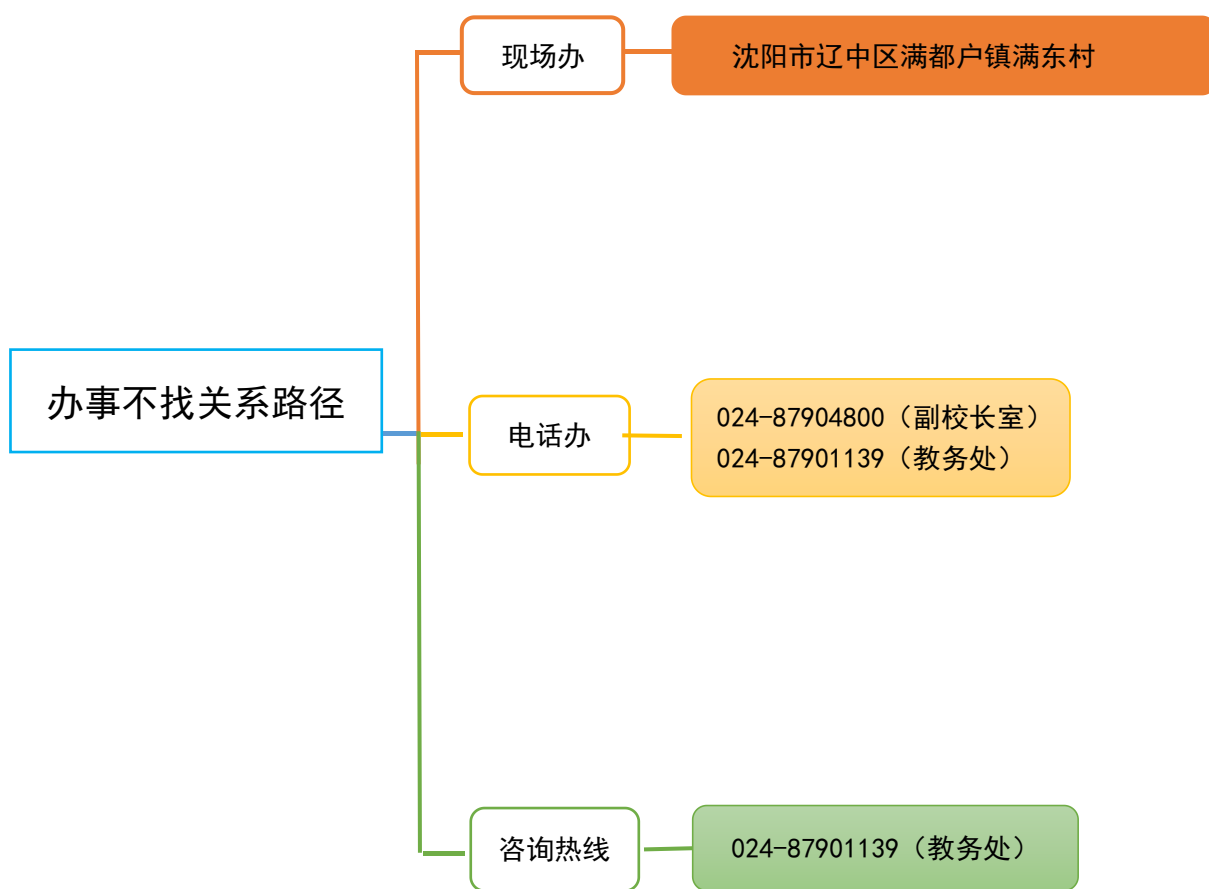 现场办
沈阳市辽中区满都户镇满东村
办事不找关系路径
电话办
024-87904800（副校长室）
024-87901139（教务处）
咨询热线
024-87901139（教务处）